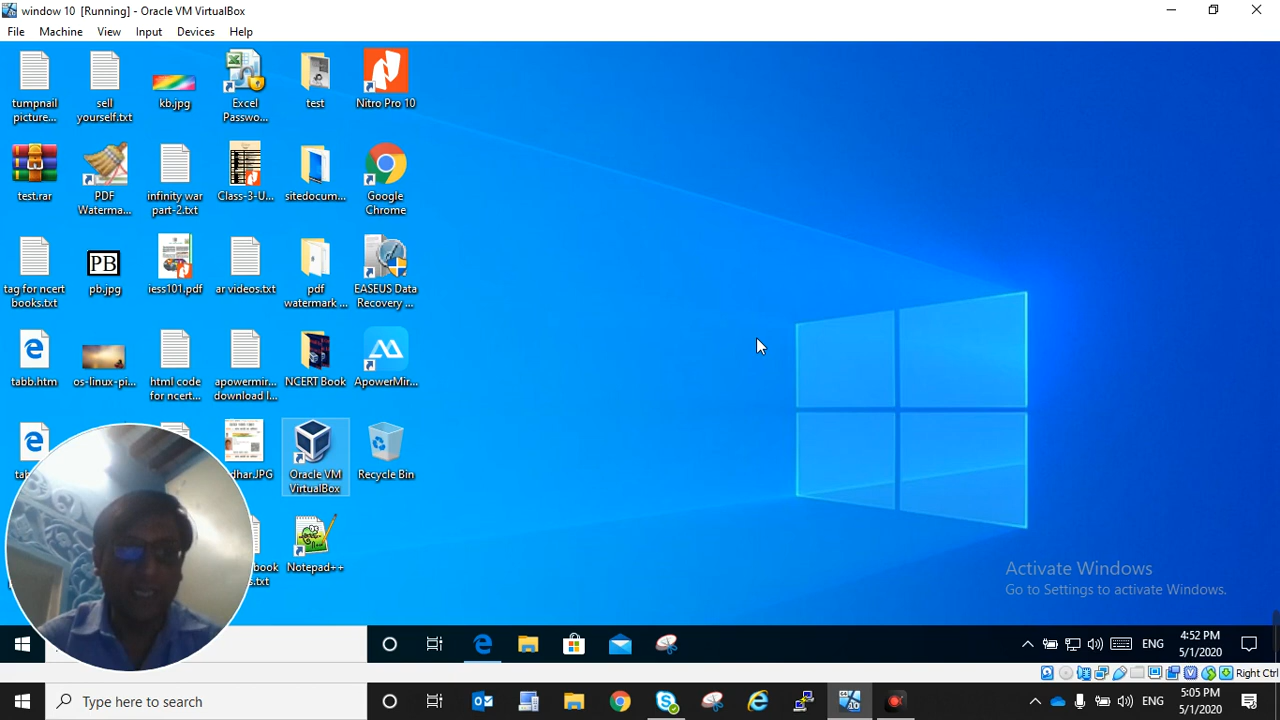 window 10 [Running] - Oracle VM VirtualBox
File Machine View Input Devices Help
tumpnail
picture...
sell
yourself.txt
kb.jpg
Excel
Passwo...
test
Nitro Pro 10
test.rar
PDF
Waterma...
infinity war
part-2.txt
Class-3-U...
sitedocum...
Google
Chrome
tag for ncert
books.txt
PB
pb.jpg
iess101.pdf
ar videos.txt
pdf
watermark ...
EASEUS Data
Recovery ...
tabb.htm
os-linux-pi...
html code
for ncert...
apowermir...
download l...
NCERT Book
ApowerMir...
dhar.JPG
Oracle VM
VirtualBox
Recycle Bin
book
s.txt
Notepad++
Activate Windows
Go to Settings to activate Windows.
ENG
4:52 PM
5/1/2020
Right Ctrl
Type here to search
ENG
5:05 PM
5/1/2020